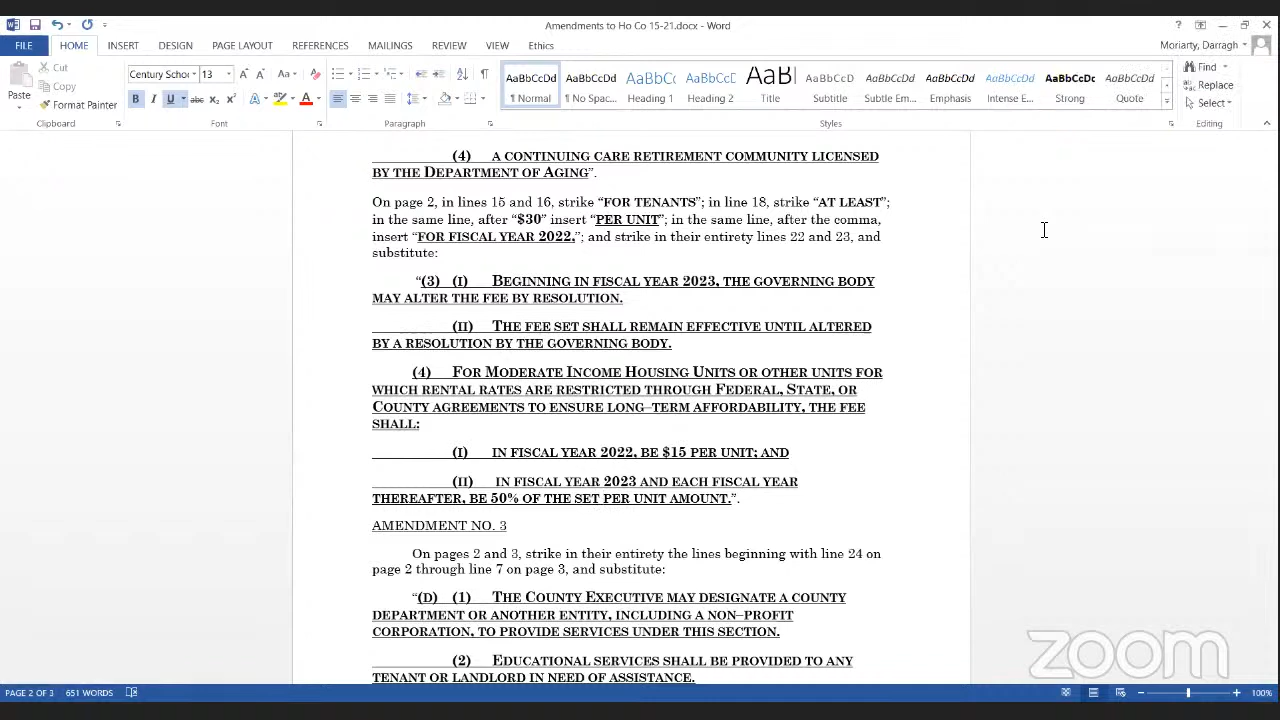 Amendments to Ho Co 15-21.docx - Word
FILE HOME INSERT DESIGN PAGE LAYOUT REFERENCES MAILINGS REVIEW VIEW Ethics
Moriarty, Darragh
Paste
Cut
Copy
Format Painter
Clipboard
Century Schoo 13
Font
Paragraph
AaBbCcDd AaBbCcDd AaBbC AaBbCcC AaBI AaBbCcD AaBbCcDd AaBbCcDd AaBbCcDd AaBbCcDc AaBbCcDd
¶ Normal ¶ No Spac... Heading 1 Heading 2 Title Subtitle Subtle Em... Emphasis Intense E... Strong Quote
Styles
Find
Replace
Select
Editing
(4) A CONTINUING CARE RETIREMENT COMMUNITY LICENSED
BY THE DEPARTMENT OF AGING”.
On page 2, in lines 15 and 16, strike “FOR TENANTS”; in line 18, strike “AT LEAST”;
in the same line, after “$30” insert “PER UNIT”; in the same line, after the comma,
insert “FOR FISCAL YEAR 2022,”; and strike in their entirety lines 22 and 23, and
substitute:
“(3) (I) BEGINNING IN FISCAL YEAR 2023, THE GOVERNING BODY
MAY ALTER THE FEE BY RESOLUTION.
(II) THE FEE SET SHALL REMAIN EFFECTIVE UNTIL ALTERED
BY A RESOLUTION BY THE GOVERNING BODY.
(4) FOR MODERATE INCOME HOUSING UNITS OR OTHER UNITS FOR
WHICH RENTAL RATES ARE RESTRICTED THROUGH FEDERAL, STATE, OR
COUNTY AGREEMENTS TO ENSURE LONG–TERM AFFORDABILITY, THE FEE
SHALL:
(I) IN FISCAL YEAR 2022, BE $15 PER UNIT; AND
(II) IN FISCAL YEAR 2023 AND EACH FISCAL YEAR
THEREAFTER, BE 50% OF THE SET PER UNIT AMOUNT.”.
AMENDMENT NO. 3
On pages 2 and 3, strike in their entirety the lines beginning with line 24 on
page 2 through line 7 on page 3, and substitute:
“(D) (1) THE COUNTY EXECUTIVE MAY DESIGNATE A COUNTY
DEPARTMENT OR ANOTHER ENTITY, INCLUDING A NON–PROFIT
CORPORATION, TO PROVIDE SERVICES UNDER THIS SECTION.
(2) EDUCATIONAL SERVICES SHALL BE PROVIDED TO ANY
TENANT OR LANDLORD IN NEED OF ASSISTANCE.
zoom
PAGE 2 OF 3 651 WORDS
100%